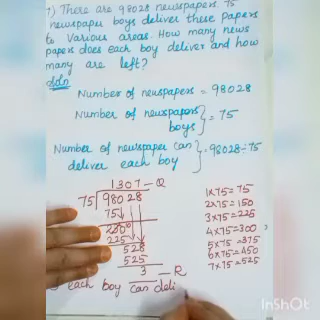 1) There are 98028 newspapers. 75
newspaper boys deliver these papers
to various areas. How many news
papers does each boy deliver and how
many are left?
Soln
Number of newspapers = 98028
Number of newspapers boys } = 75
Number of newspaper can deliver each boy } = 98028÷75
1307 — Q
75 98028
75
230
225
528
525
3 — R
1×75= 75
2×75= 150
3×75= 225
4×75=300
5×75=375
6×75=450
7×75=525
each boy can deli
KINEMASTER